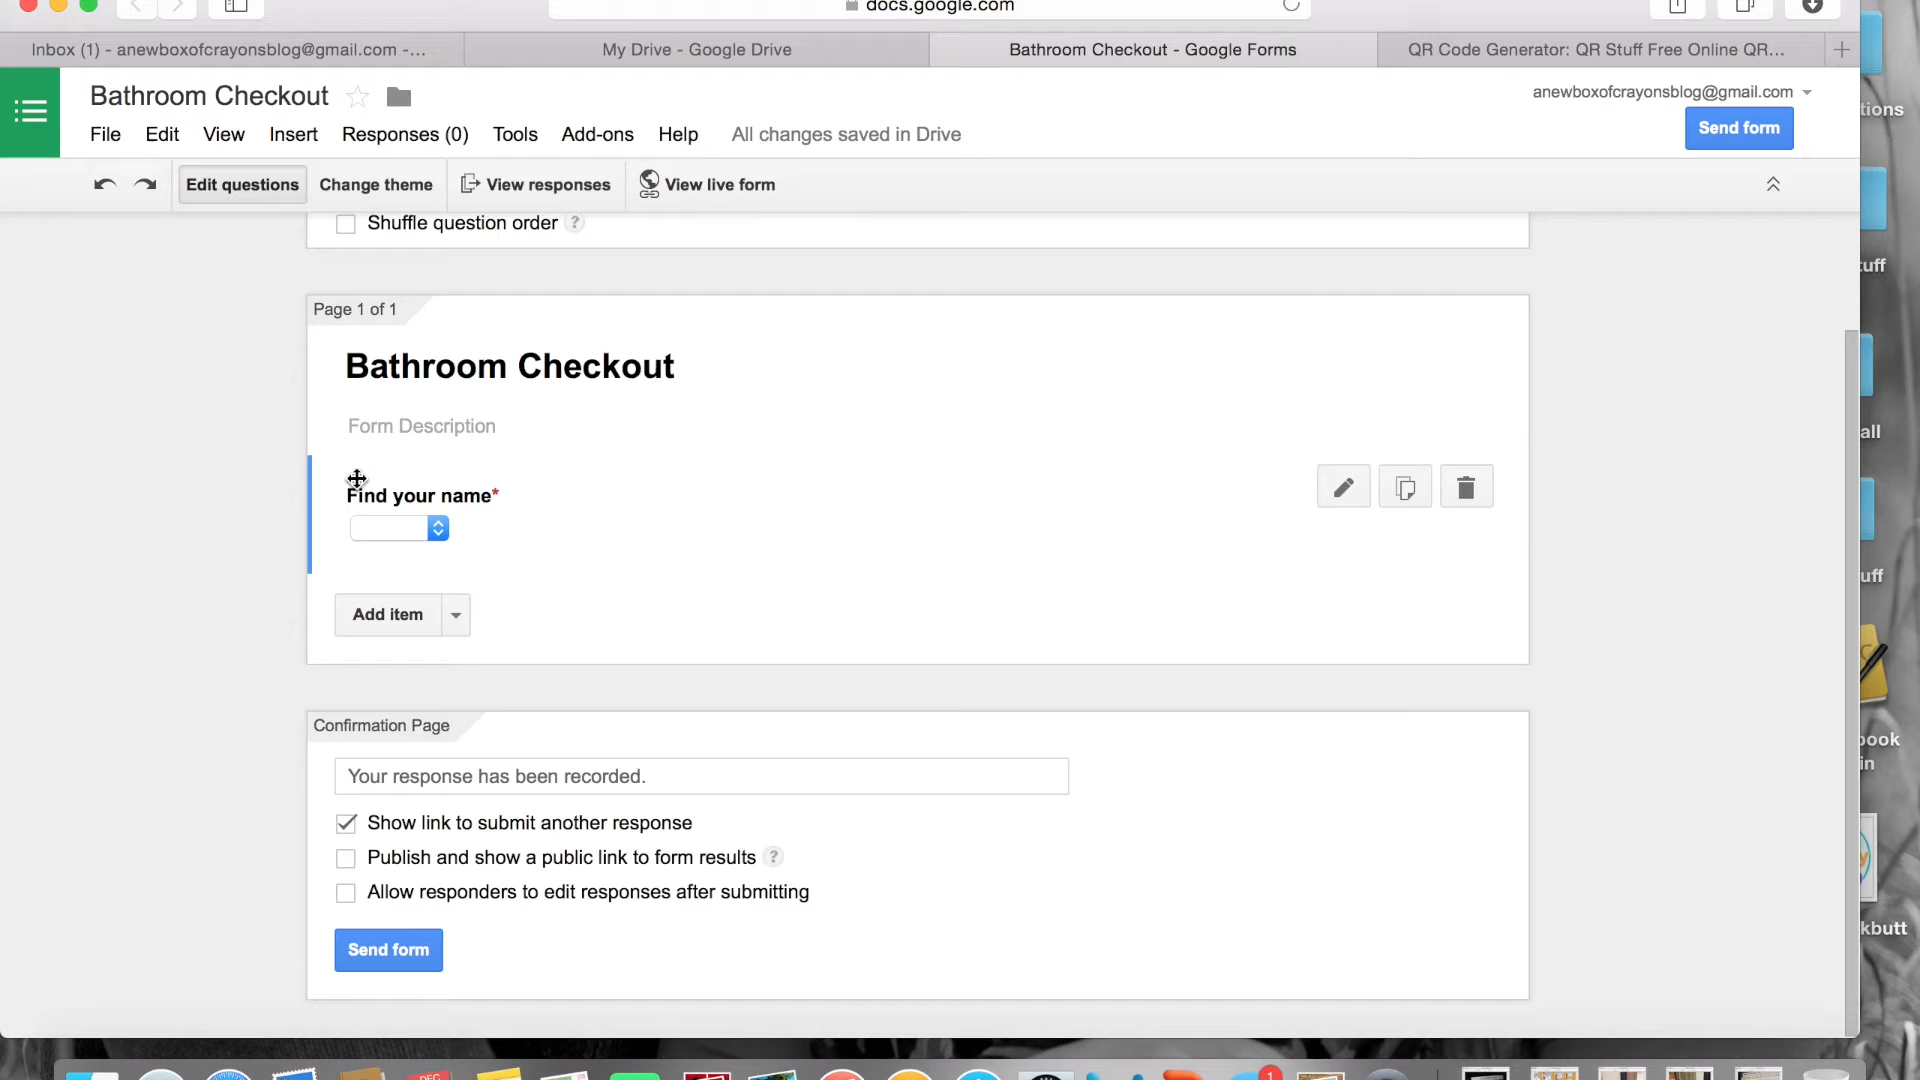 docs.google.com
Inbox (1) - anewboxofcrayonsblog@gmail.com -...
My Drive - Google Drive
Bathroom Checkout - Google Forms
QR Code Generator: QR Stuff Free Online QR...
Bathroom Checkout
anewboxofcrayonsblog@gmail.com
File Edit View Insert Responses (0) Tools Add-ons Help All changes saved in Drive
Send form
Edit questions Change theme View responses View live form
Shuffle question order ?
Page 1 of 1
Bathroom Checkout
Form Description
Find your name*
Add item
Confirmation Page
Your response has been recorded.
Show link to submit another response
Publish and show a public link to form results ?
Allow responders to edit responses after submitting
Send form
tions
uff
all
uff
book
in
kbutt
DEC
1